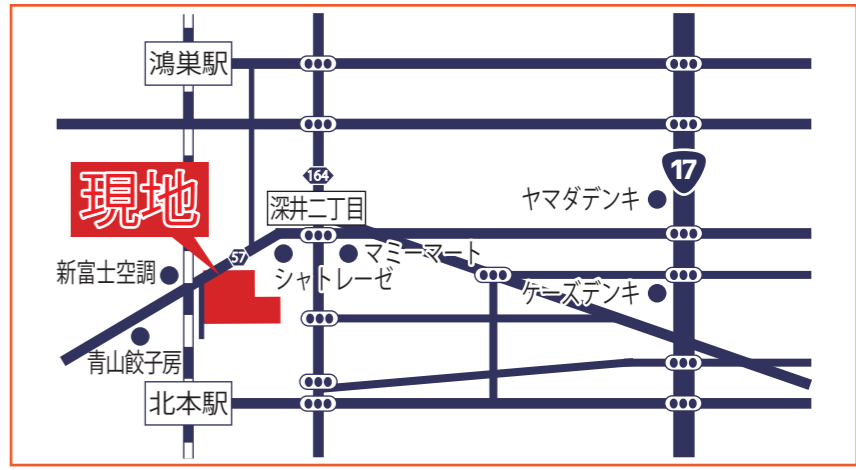 鴻巣駅
164
17
現地
深井二丁目
ヤマダデンキ
57
マミーマート
新富士空調
シャトレーゼ
ケーズデンキ
青山餃子房
北本駅